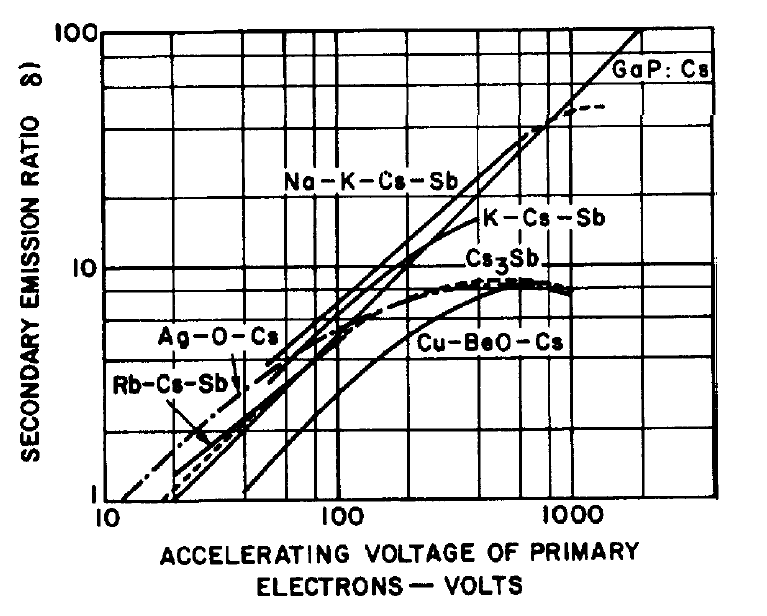 100
GaP: Cs
Na-K-Cs-Sb
K-Cs-Sb
10
Cs3Sb
Ag-O-Cs
Cu-BeO-Cs
Rb-Cs-Sb
1
10
100
1000
SECONDARY EMISSION RATIO δ)
ACCELERATING VOLTAGE OF PRIMARY
ELECTRONS — VOLTS